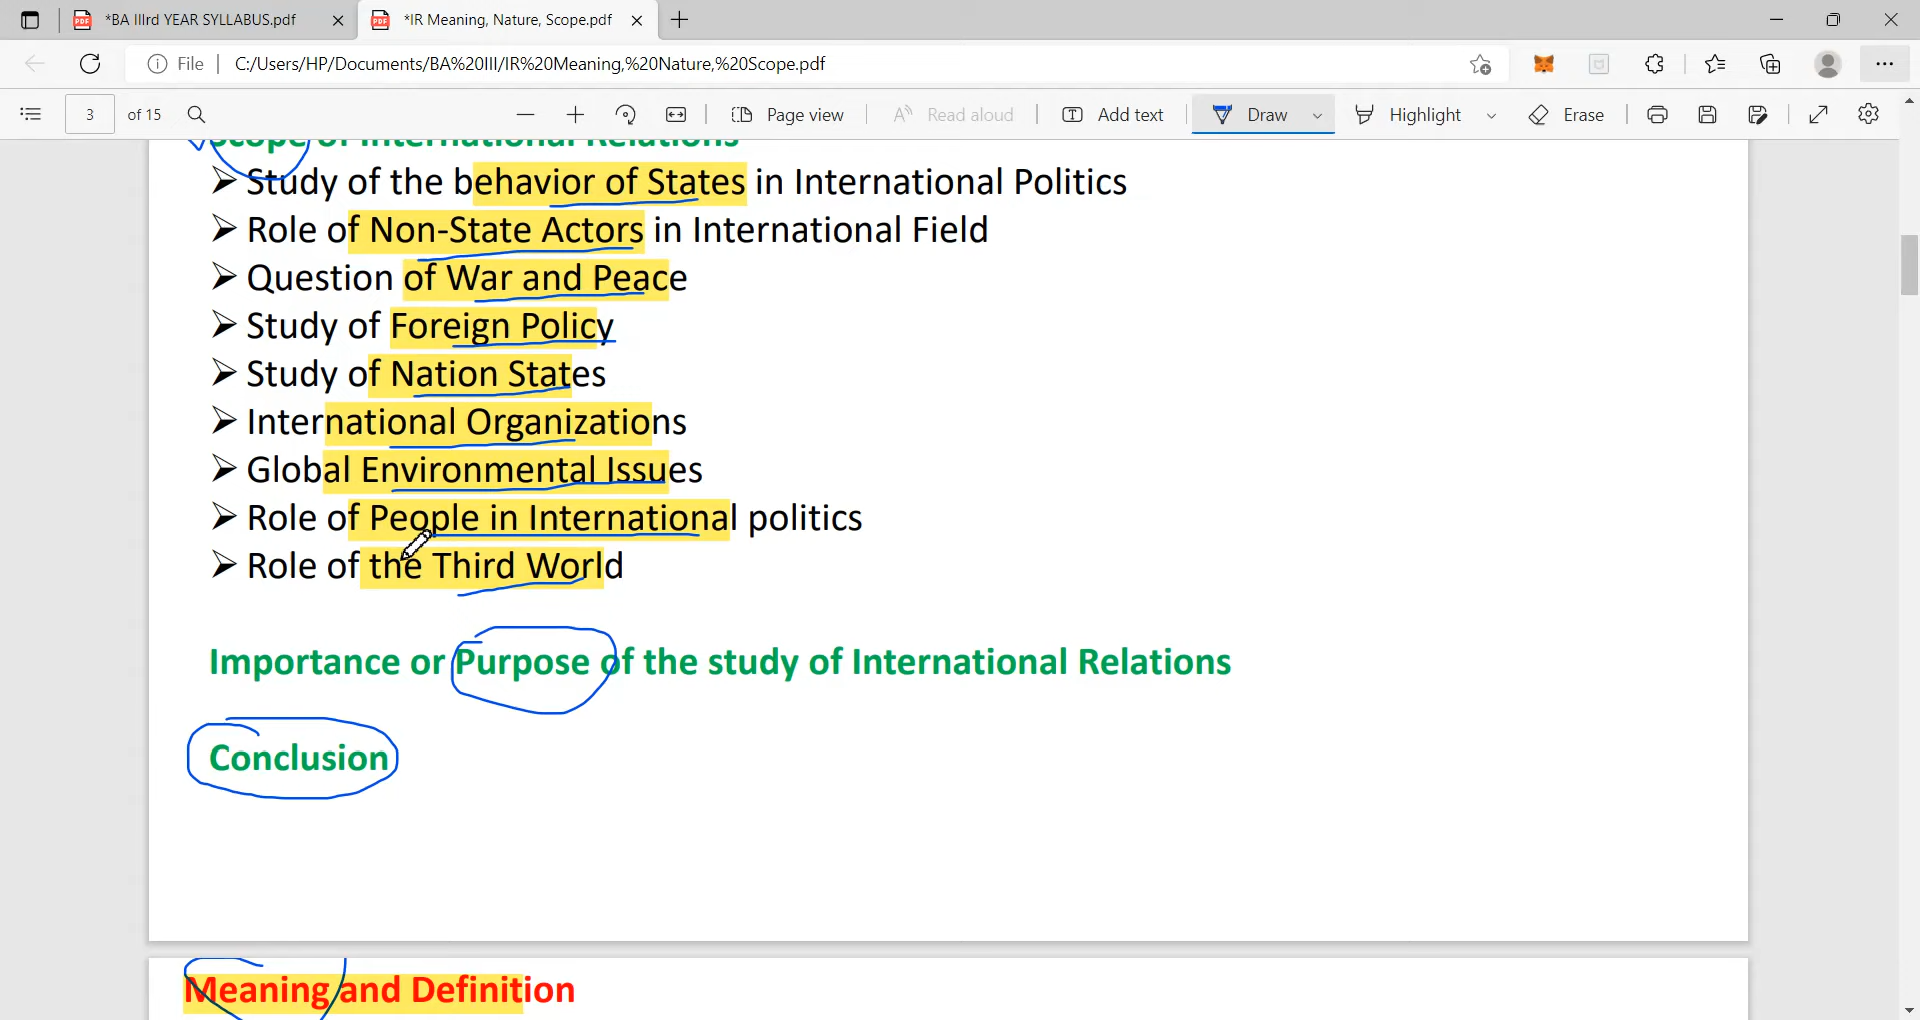 *BA IIIrd YEAR SYLLABUS.pdf
*IR Meaning, Nature, Scope.pdf
File
C:/Users/HP/Documents/BA%20III/IR%20Meaning,%20Nature,%20Scope.pdf
3 of 15
Page view
Read aloud
Add text
Draw
Highlight
Erase
Scope of International Relations
➢ Study of the behavior of States in International Politics
➢ Role of Non-State Actors in International Field
➢ Question of War and Peace
➢ Study of Foreign Policy
➢ Study of Nation States
➢ International Organizations
➢ Global Environmental Issues
➢ Role of People in International politics
➢ Role of the Third World
Importance or Purpose of the study of International Relations
Conclusion
Meaning and Definition